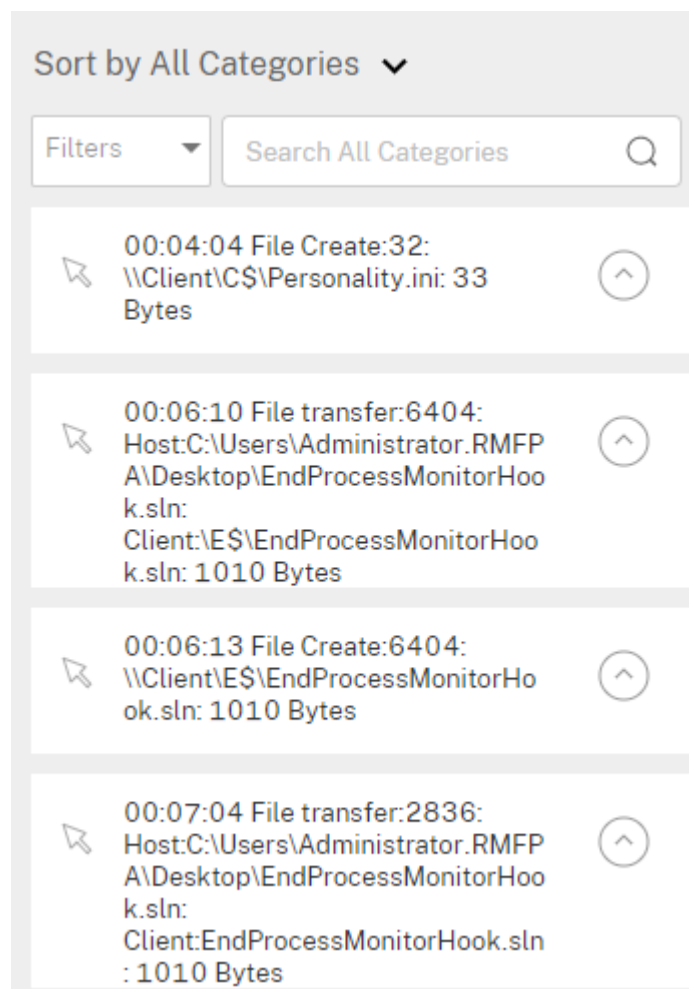 Sort by All Categories
Filters
Search All Categories
00:04:04 File Create:32:
\\Client\C$\Personality.ini: 33
Bytes
00:06:10 File transfer:6404:
Host:C:\Users\Administrator.RMFP
A\Desktop\EndProcessMonitorHoo
k.sln:
Client:\E$\EndProcessMonitorHoo
k.sln: 1010 Bytes
00:06:13 File Create:6404:
\\Client\E$\EndProcessMonitorHo
ok.sln: 1010 Bytes
00:07:04 File transfer:2836:
Host:C:\Users\Administrator.RMFP
A\Desktop\EndProcessMonitorHoo
k.sln:
Client:EndProcessMonitorHook.sln
: 1010 Bytes